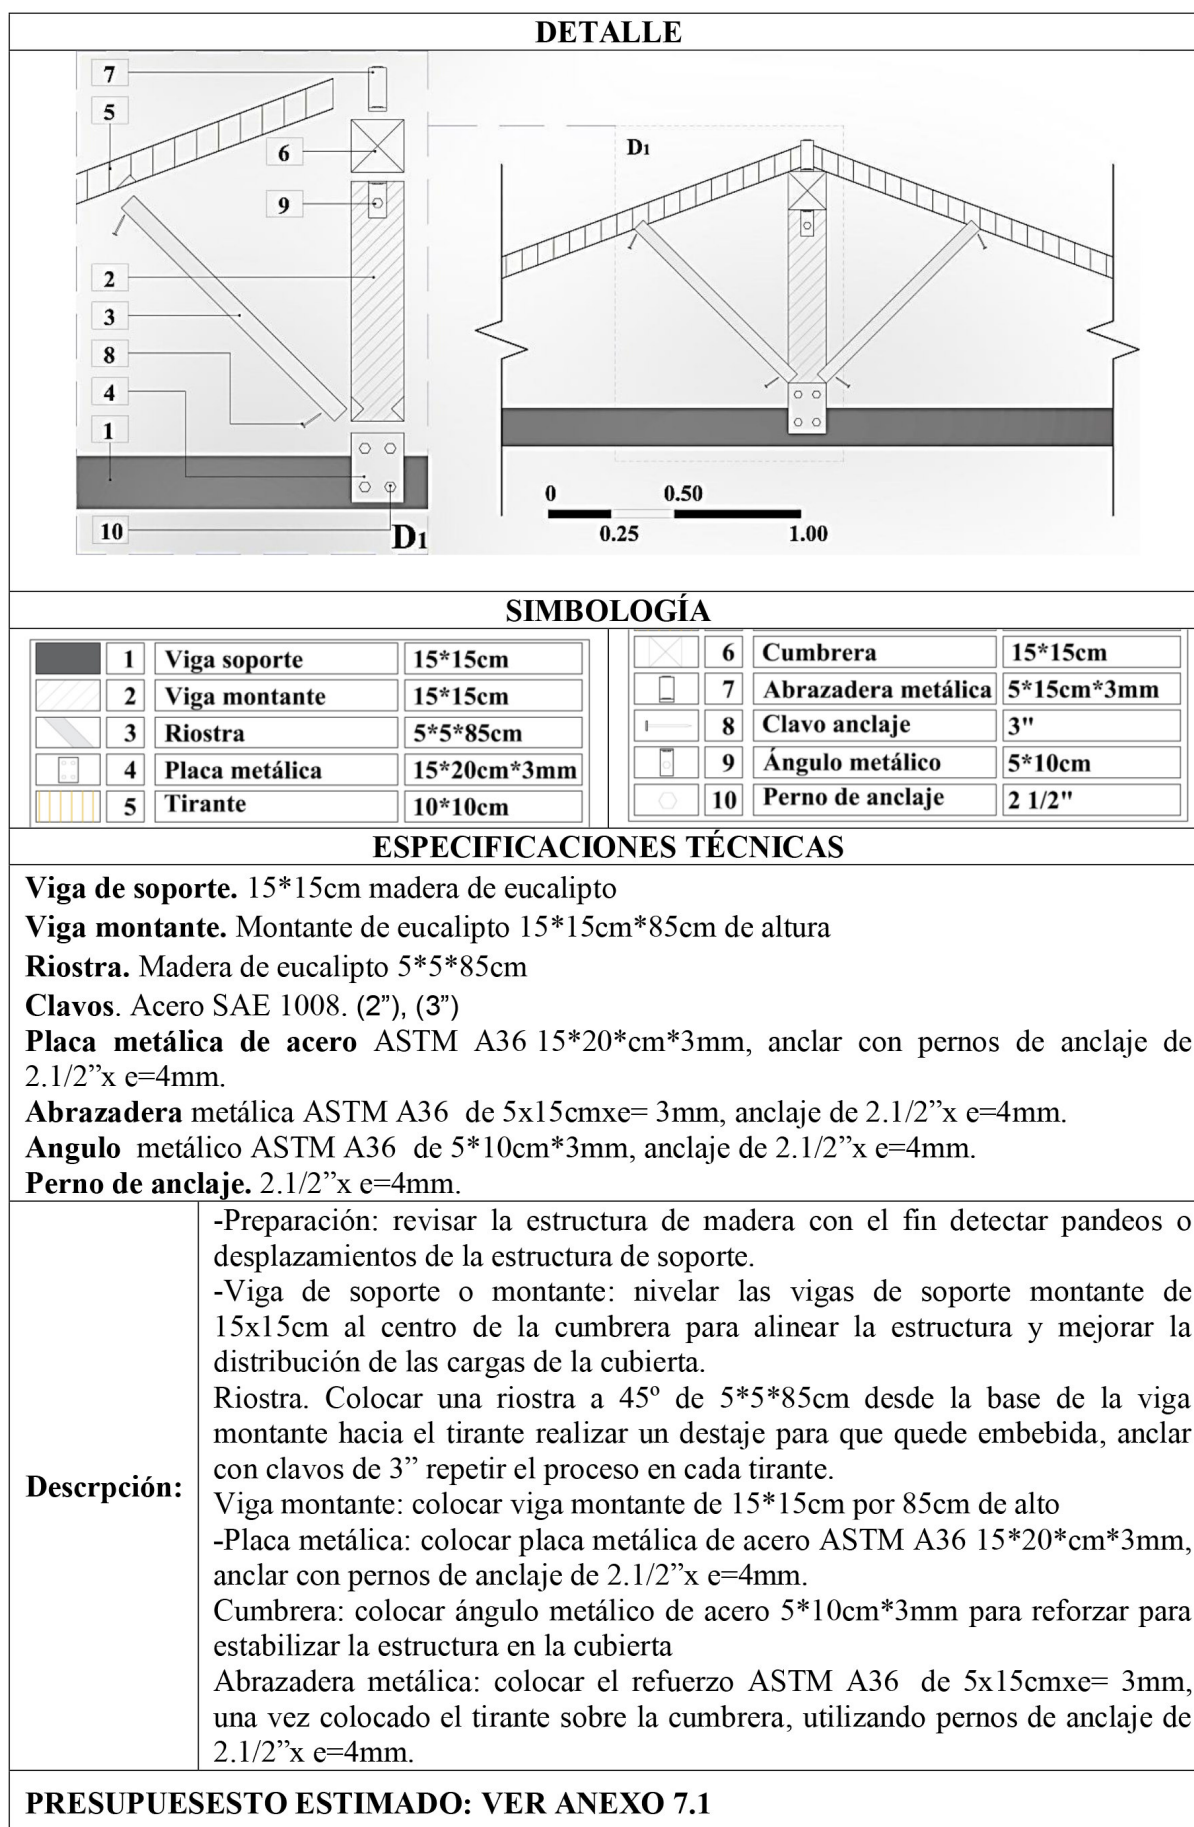 DETALLE
7
5
6
9
2
3
8
4
1
10
D1
D1
0
0.50
0.25
1.00
SIMBOLOGÍA
1 Viga soporte 15*15cm
2 Viga montante 15*15cm
3 Riostra 5*5*85cm
4 Placa metálica 15*20cm*3mm
5 Tirante 10*10cm
6 Cumbrera 15*15cm
7 Abrazadera metálica 5*15cm*3mm
8 Clavo anclaje 3"
9 Ángulo metálico 5*10cm
10 Perno de anclaje 2 1/2"
ESPECIFICACIONES TÉCNICAS
Viga de soporte. 15*15cm madera de eucalipto
Viga montante. Montante de eucalipto 15*15cm*85cm de altura
Riostra. Madera de eucalipto 5*5*85cm
Clavos. Acero SAE 1008. (2”), (3”)
Placa metálica de acero ASTM A36 15*20*cm*3mm, anclar con pernos de anclaje de
2.1/2”x e=4mm.
Abrazadera metálica ASTM A36 de 5x15cmxe= 3mm, anclaje de 2.1/2”x e=4mm.
Angulo metálico ASTM A36 de 5*10cm*3mm, anclaje de 2.1/2”x e=4mm.
Perno de anclaje. 2.1/2”x e=4mm.
Descrpción:
-Preparación: revisar la estructura de madera con el fin detectar pandeos o
desplazamientos de la estructura de soporte.
-Viga de soporte o montante: nivelar las vigas de soporte montante de
15x15cm al centro de la cumbrera para alinear la estructura y mejorar la
distribución de las cargas de la cubierta.
Riostra. Colocar una riostra a 45º de 5*5*85cm desde la base de la viga
montante hacia el tirante realizar un destaje para que quede embebida, anclar
con clavos de 3” repetir el proceso en cada tirante.
Viga montante: colocar viga montante de 15*15cm por 85cm de alto
-Placa metálica: colocar placa metálica de acero ASTM A36 15*20*cm*3mm,
anclar con pernos de anclaje de 2.1/2”x e=4mm.
Cumbrera: colocar ángulo metálico de acero 5*10cm*3mm para reforzar para
estabilizar la estructura en la cubierta
Abrazadera metálica: colocar el refuerzo ASTM A36 de 5x15cmxe= 3mm,
una vez colocado el tirante sobre la cumbrera, utilizando pernos de anclaje de
2.1/2”x e=4mm.
PRESUPUESESTO ESTIMADO: VER ANEXO 7.1